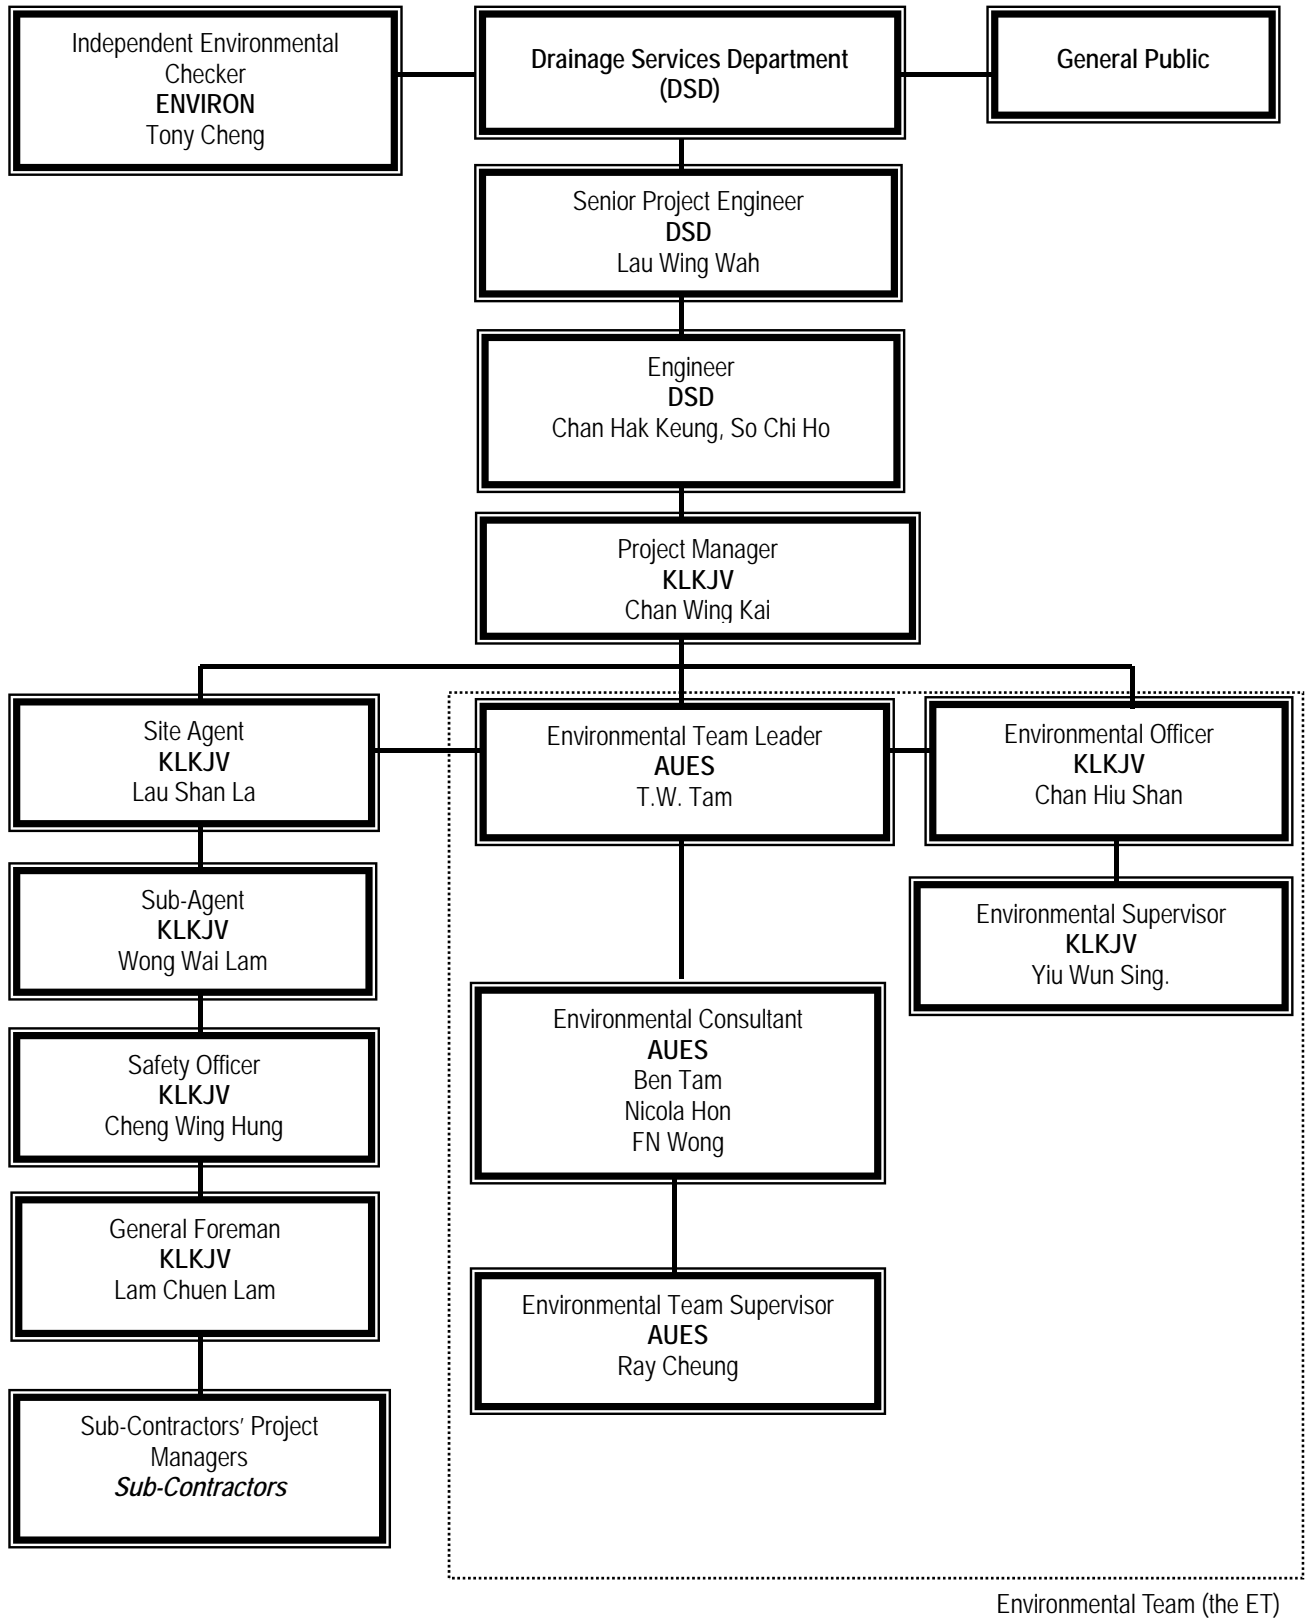 Independent Environmental
Checker
ENVIRON
Tony Cheng
Drainage Services Department
(DSD)
General Public
Senior Project Engineer
DSD
Lau Wing Wah
Engineer
DSD
Chan Hak Keung, So Chi Ho
Project Manager
KLKJV
Chan Wing Kai
Site Agent
KLKJV
Lau Shan La
Environmental Team Leader
AUES
T.W. Tam
Environmental Officer
KLKJV
Chan Hiu Shan
Sub-Agent
KLKJV
Wong Wai Lam
Environmental Supervisor
KLKJV
Yiu Wun Sing.
Safety Officer
KLKJV
Cheng Wing Hung
Environmental Consultant
AUES
Ben Tam
Nicola Hon
FN Wong
General Foreman
KLKJV
Lam Chuen Lam
Environmental Team Supervisor
AUES
Ray Cheung
Sub-Contractors’ Project
Managers
Sub-Contractors
Environmental Team (the ET)